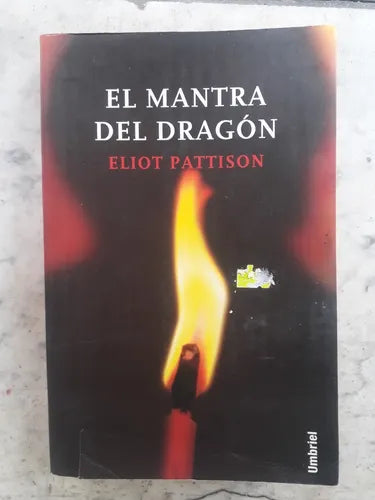 EL MANTRA
DEL DRAGÓN
ELIOT PATTISON
Umbriel